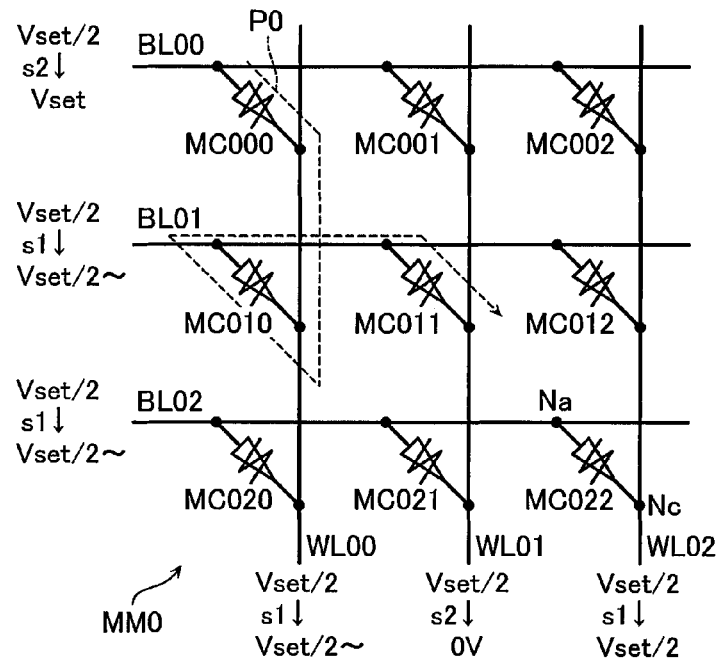 P0
Vset/2
s2↓
Vset
BL00
MC000
MC001
MC002
Vset/2
s1↓
Vset/2~
BL01
MC010
MC011
MC012
Vset/2
s1↓
Vset/2~
BL02
Na
MC020
MC021
MC022
Nc
WL00
WL01
WL02
MM0
Vset/2
s1↓
Vset/2~
Vset/2
s2↓
0V
Vset/2
s1↓
Vset/2